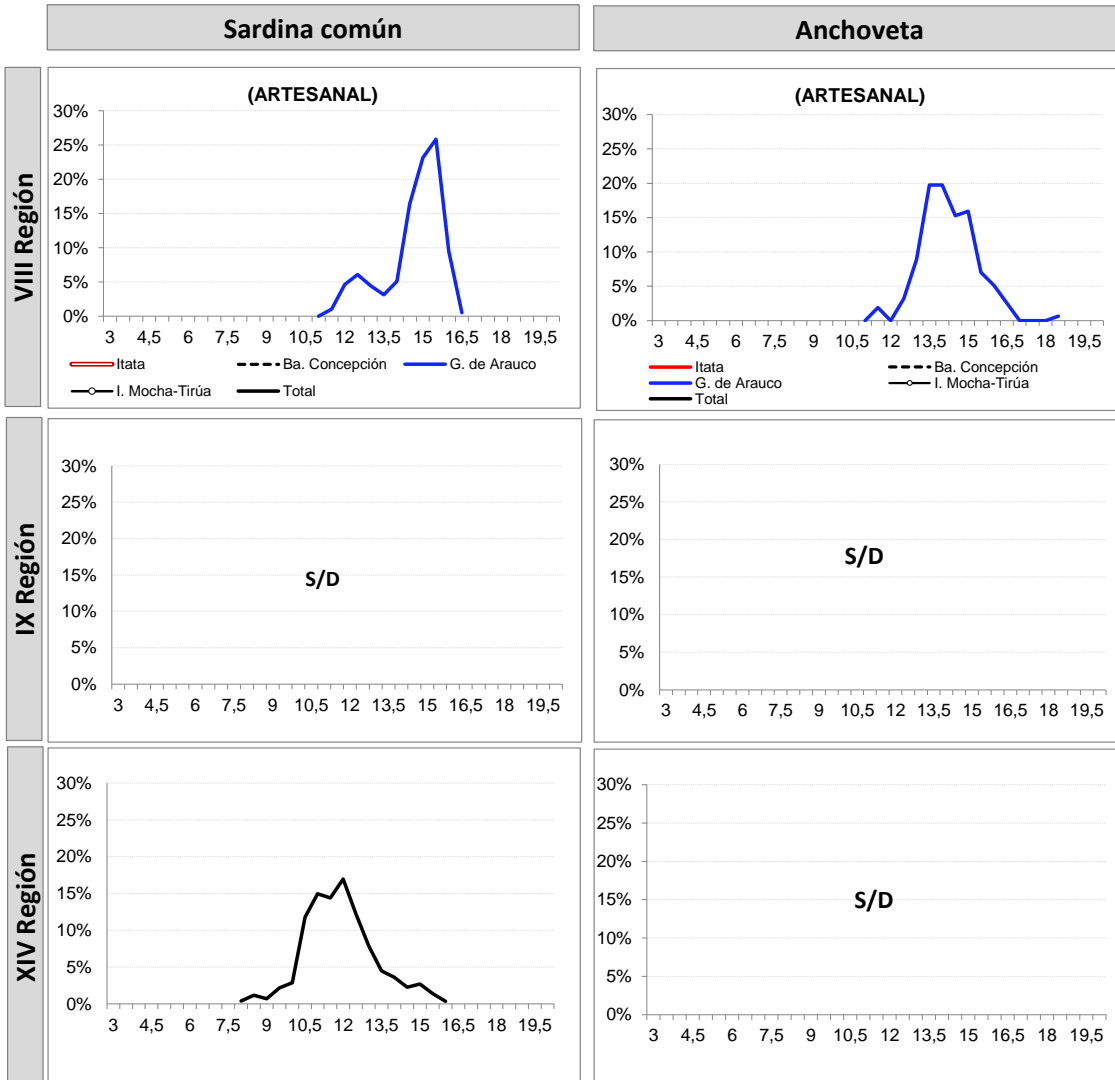 Sardina común
Anchoveta
VIII Región
(ARTESANAL)
30%
25%
20%
15%
10%
5%
0%
3 4,5 6 7,5 9 10,5 12 13,5 15 16,5 18 19,5
Itata Ba. Concepción G. de Arauco
I. Mocha-Tirúa Total
(ARTESANAL)
30%
25%
20%
15%
10%
5%
0%
3 4,5 6 7,5 9 10,5 12 13,5 15 16,5 18 19,5
Itata Ba. Concepción
G. de Arauco I. Mocha-Tirúa
Total
IX Región
30%
25%
20%
15%
10%
5%
0%
S/D
3 4,5 6 7,5 9 10,5 12 13,5 15 16,5 18 19,5
30%
25%
20%
15%
10%
5%
0%
S/D
3 4,5 6 7,5 9 10,5 12 13,5 15 16,5 18 19,5
XIV Región
30%
25%
20%
15%
10%
5%
0%
3 4,5 6 7,5 9 10,5 12 13,5 15 16,5 18 19,5
30%
25%
20%
15%
10%
5%
0%
S/D
3 4,5 6 7,5 9 10,5 12 13,5 15 16,5 18 19,5